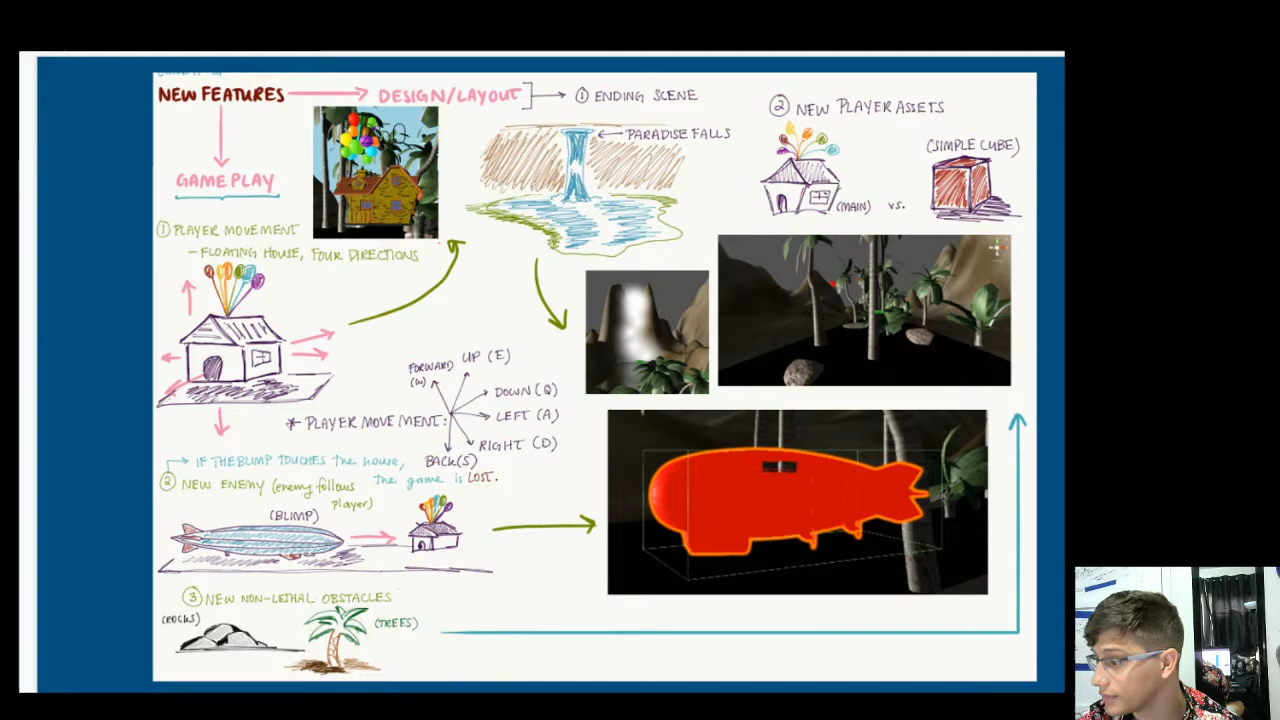 NEW FEATURES
DESIGN/LAYOUT
① ENDING SCENE
PARADISE FALLS
② NEW PLAYER ASSETS
(SIMPLE CUBE)
(MAIN) vs.
GAMEPLAY
① PLAYER MOVEMENT
- FLOATING HOUSE, FOUR DIRECTIONS
FORWARD
(W)
UP (E)
DOWN (Q)
LEFT (A)
* PLAYER MOVEMENT:
RIGHT (D)
BACK(S)
IF THE BLIMP TOUCHES the house,
the game is LOST.
② NEW ENEMY (enemy follows
player)
(BLIMP)
③ NEW NON-LETHAL OBSTACLES
(ROCKS)
(TREES)